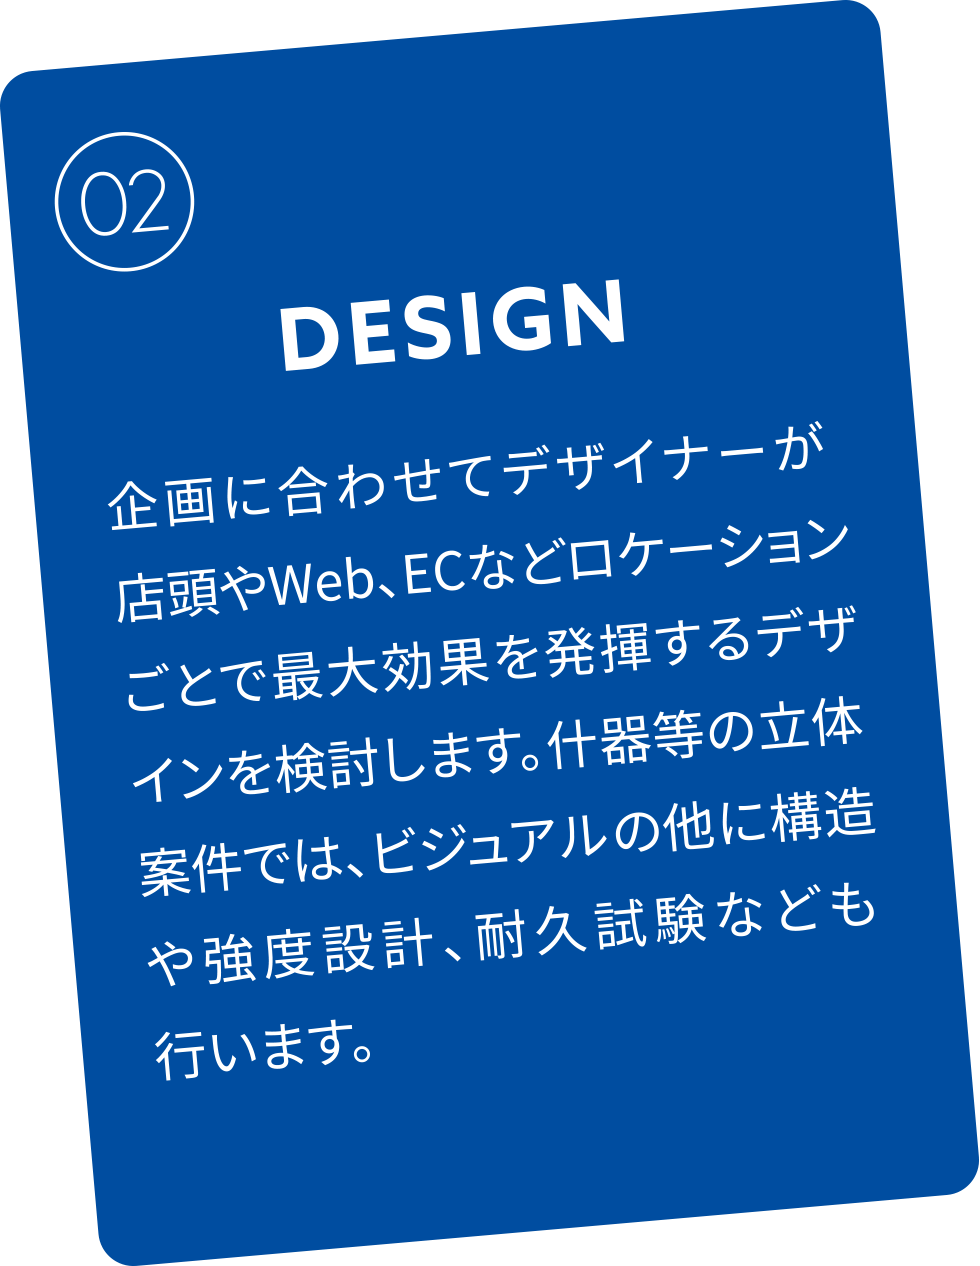 02
DESIGN
企画に合わせてデザイナーが
店頭やWeb、ECなどロケーション
ごとで最大効果を発揮するデザ
インを検討します。什器等の立体
案件では、ビジュアルの他に構造
や強度設計、耐久試験なども
行います。